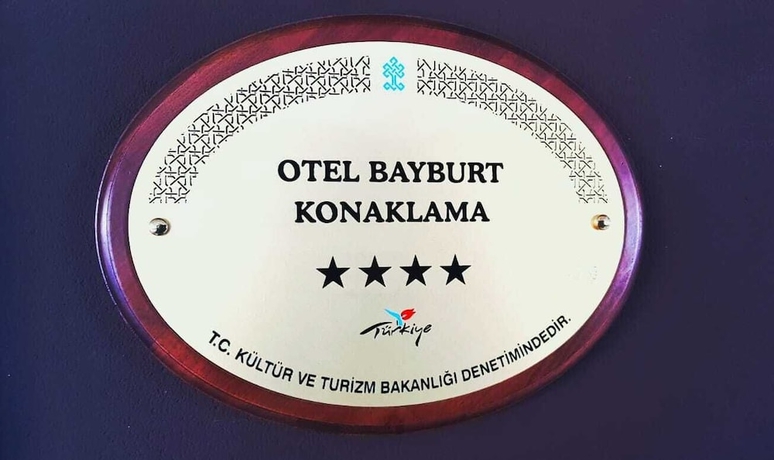 OTEL BAYBURT
KONAKLAMA
★★★★
Türkiye
T.C. KÜLTÜR VE TURİZM BAKANLIĞI DENETİMİNDEDİR.